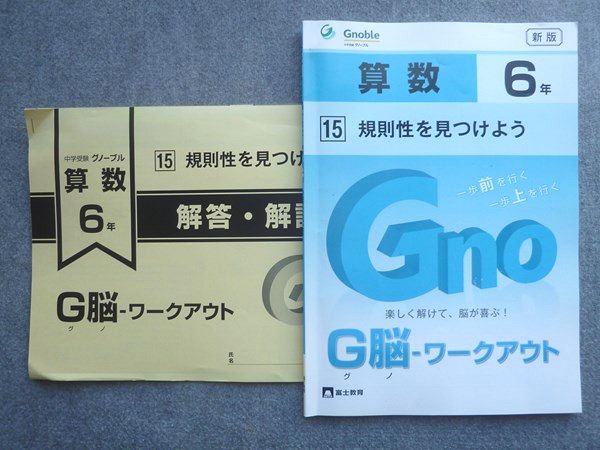 中学受験 グノーブル
算数
6年
15 規則性を見つけ
解答・解
G脳-ワークアウト
グノ
氏名
Gnoble
中学受験 グノーブル
新版
算数
6年
15 規則性を見つけよう
一歩前を行く
一歩上を行く
Gno
楽しく解けて、脳が喜ぶ!
G脳-ワークアウト
グノ
富士教育